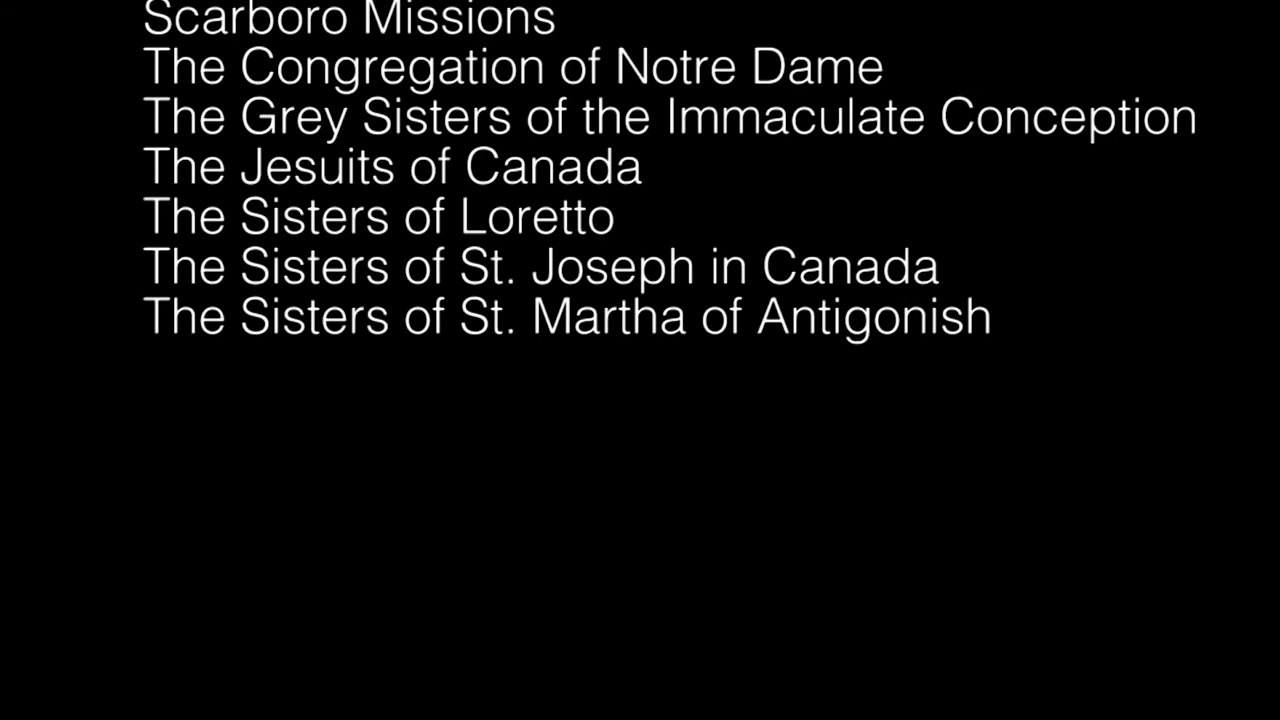 Scarboro Missions
The Congregation of Notre Dame
The Grey Sisters of the Immaculate Conception
The Jesuits of Canada
The Sisters of Loretto
The Sisters of St. Joseph in Canada
The Sisters of St. Martha of Antigonish